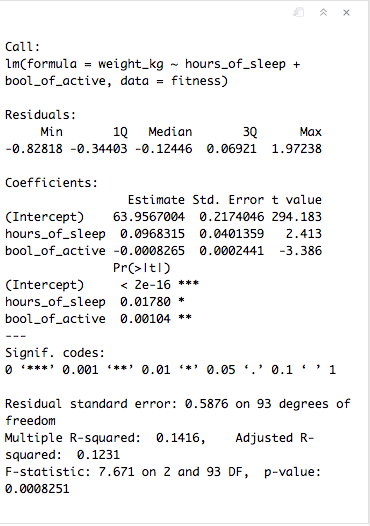 Call:
lm(formula = weight_kg ~ hours_of_sleep +
bool_of_active, data = fitness)
Residuals:
Min 1Q Median 3Q Max
-0.82818 -0.34403 -0.12446 0.06921 1.97238
Coefficients:
Estimate Std. Error t value
(Intercept) 63.9567004 0.2174046 294.183
hours_of_sleep 0.0968315 0.0401359 2.413
bool_of_active -0.0008265 0.0002441 -3.386
Pr(>|t|)
(Intercept) < 2e-16 ***
hours_of_sleep 0.01780 *
bool_of_active 0.00104 **
---
Signif. codes:
0 ‘***’ 0.001 ‘**’ 0.01 ‘*’ 0.05 ‘.’ 0.1 ‘ ’ 1
Residual standard error: 0.5876 on 93 degrees of
freedom
Multiple R-squared: 0.1416, Adjusted R-
squared: 0.1231
F-statistic: 7.671 on 2 and 93 DF, p-value:
0.0008251